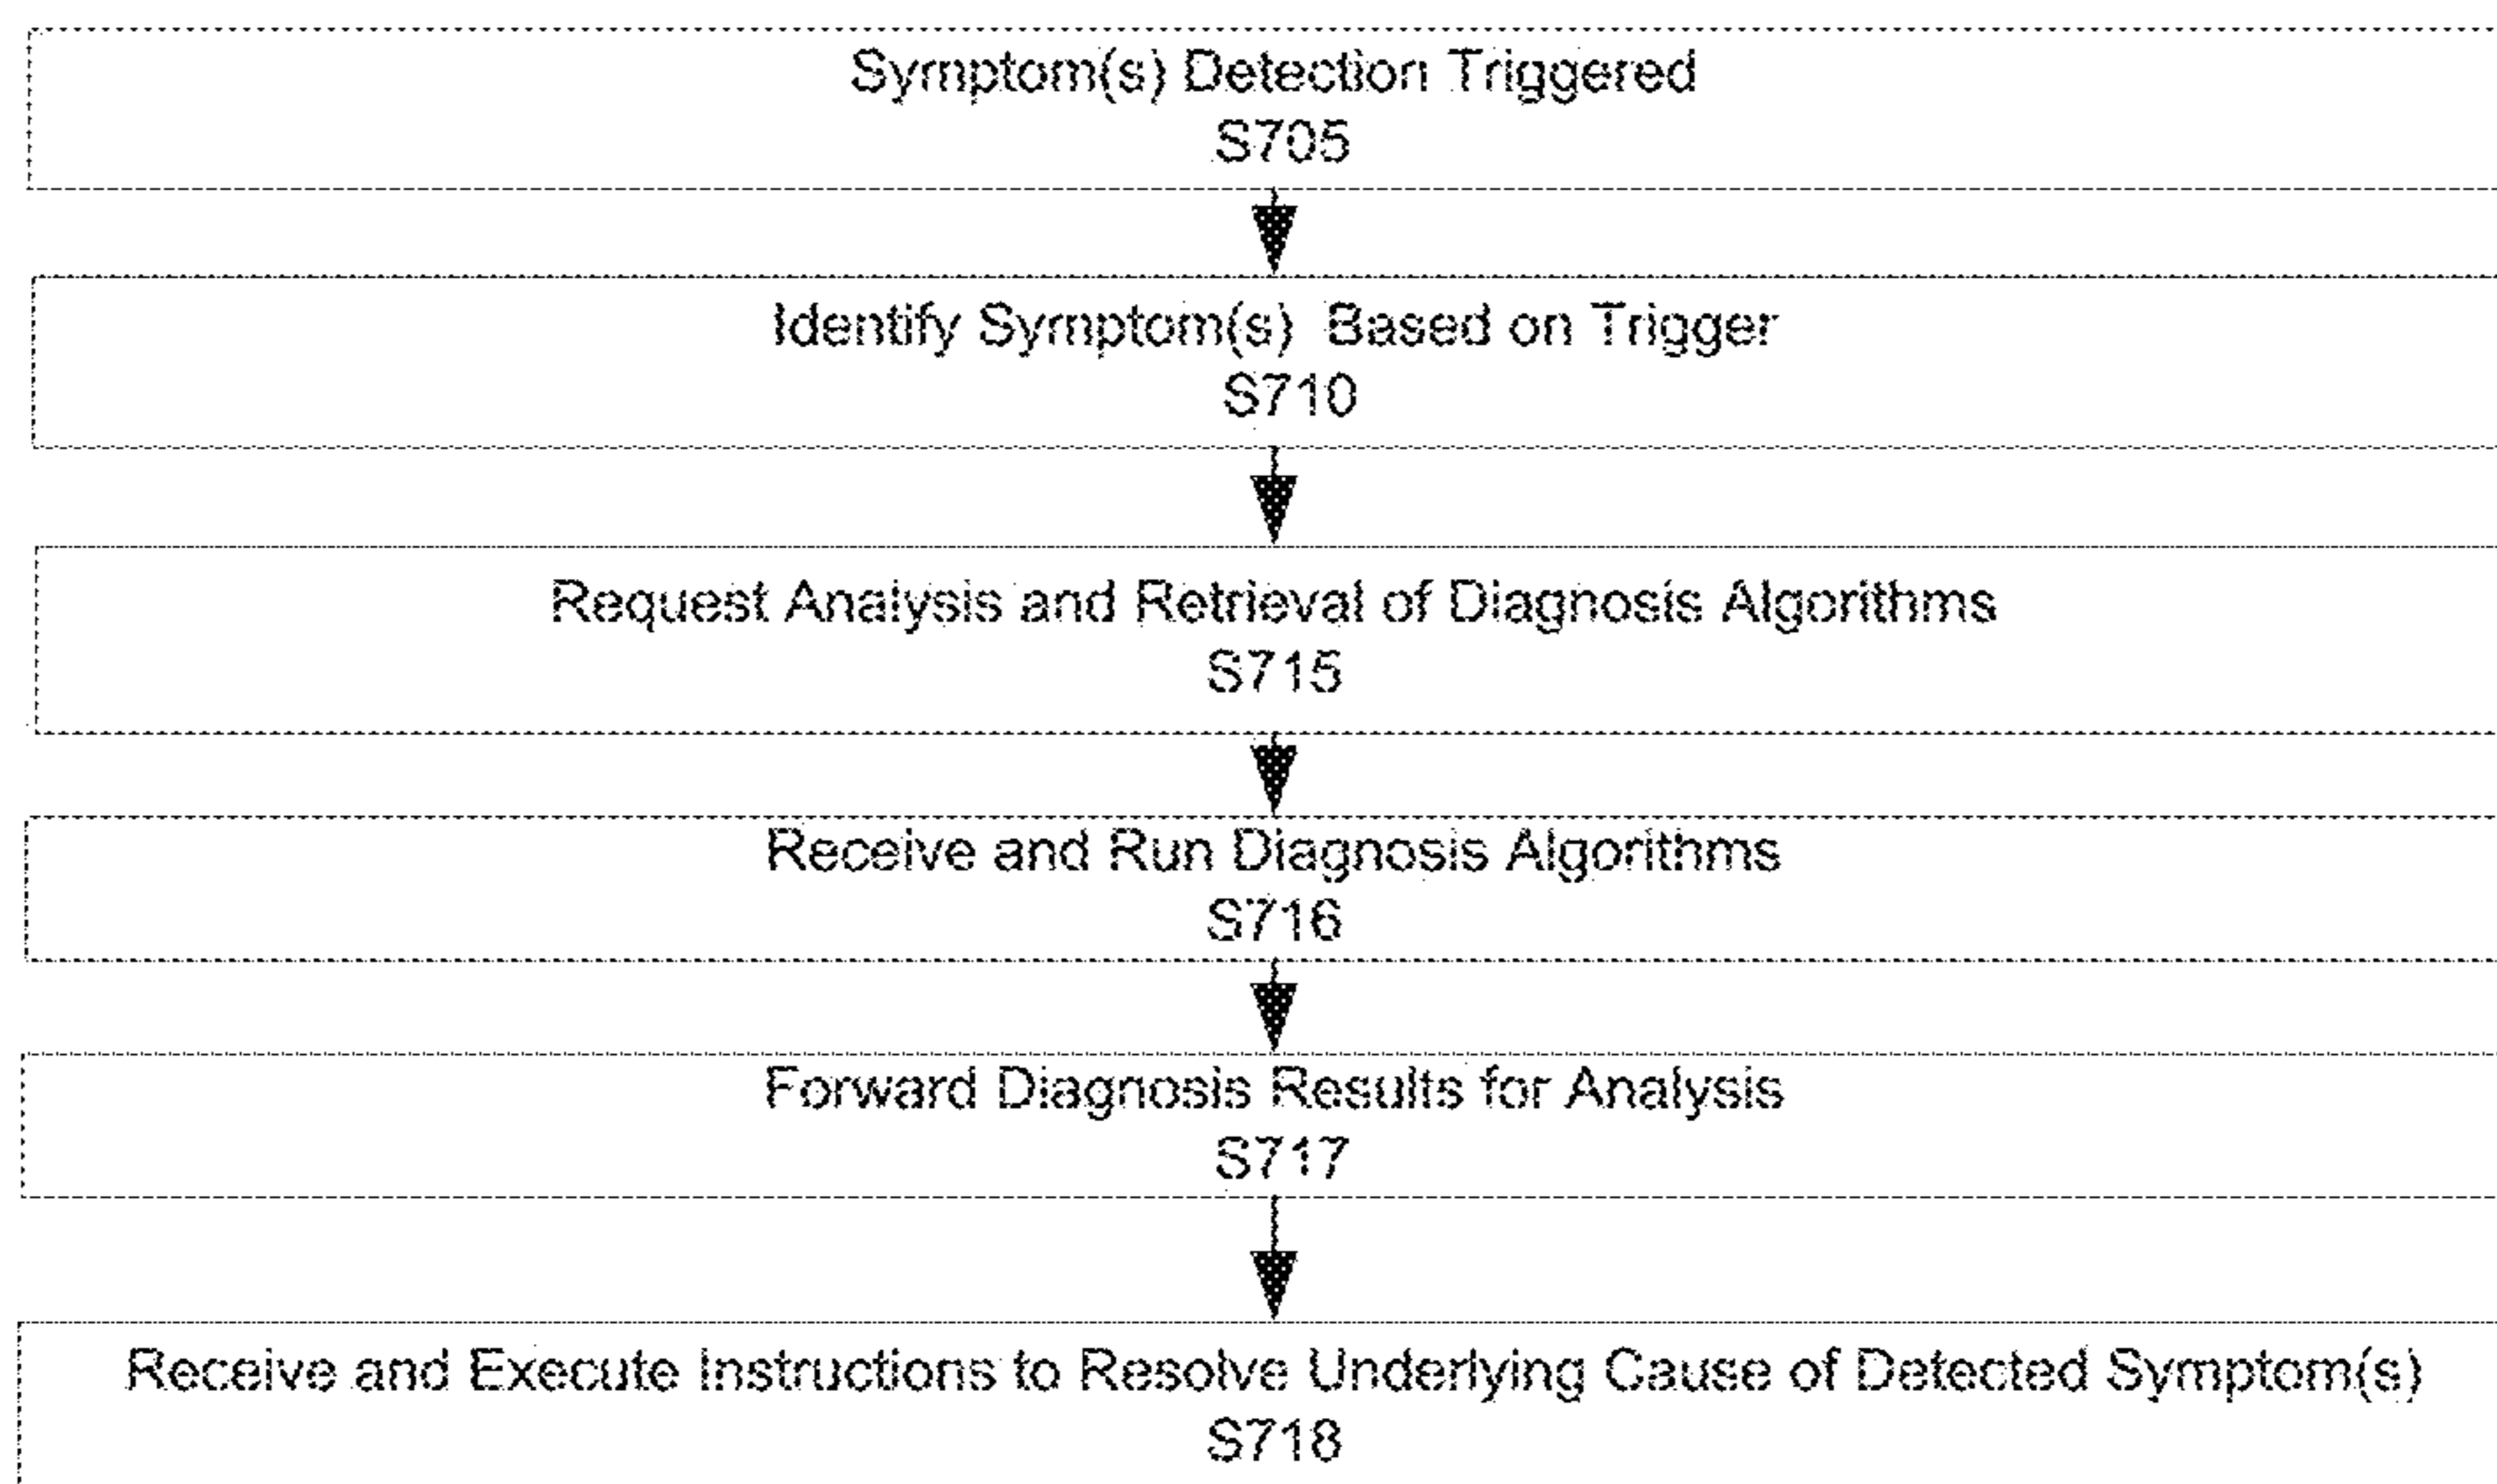 Symptom(s) Detection Triggered
S705
Identify Symptom(s) Based on Trigger
S710
Request Analysis and Retrieval of Diagnosis Algorithms
S715
Receive and Run Diagnosis Algorithms
S716
Forward Diagnosis Results for Analysis
S717
Receive and Execute Instructions to Resolve Underlying Cause of Detected Symptom(s)
S718